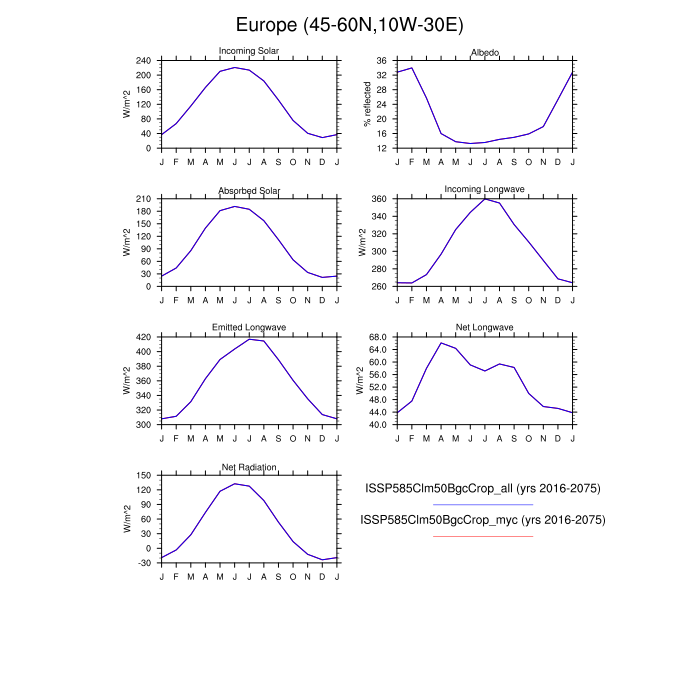 Europe (45-60N,10W-30E)
Incoming Solar
W/m^2
240
200
160
120
80
40
0
J F M A M J J A S O N D J
Albedo
% reflected
36
32
28
24
20
16
12
J F M A M J J A S O N D J
Absorbed Solar
W/m^2
210
180
150
120
90
60
30
0
J F M A M J J A S O N D J
Incoming Longwave
W/m^2
360
340
320
300
280
260
J F M A M J J A S O N D J
Emitted Longwave
W/m^2
420
400
380
360
340
320
300
J F M A M J J A S O N D J
Net Longwave
W/m^2
68.0
64.0
60.0
56.0
52.0
48.0
44.0
40.0
J F M A M J J A S O N D J
Net Radiation
W/m^2
150
120
90
60
30
0
-30
J F M A M J J A S O N D J
ISSP585Clm50BgcCrop_all (yrs 2016-2075)
ISSP585Clm50BgcCrop_myc (yrs 2016-2075)